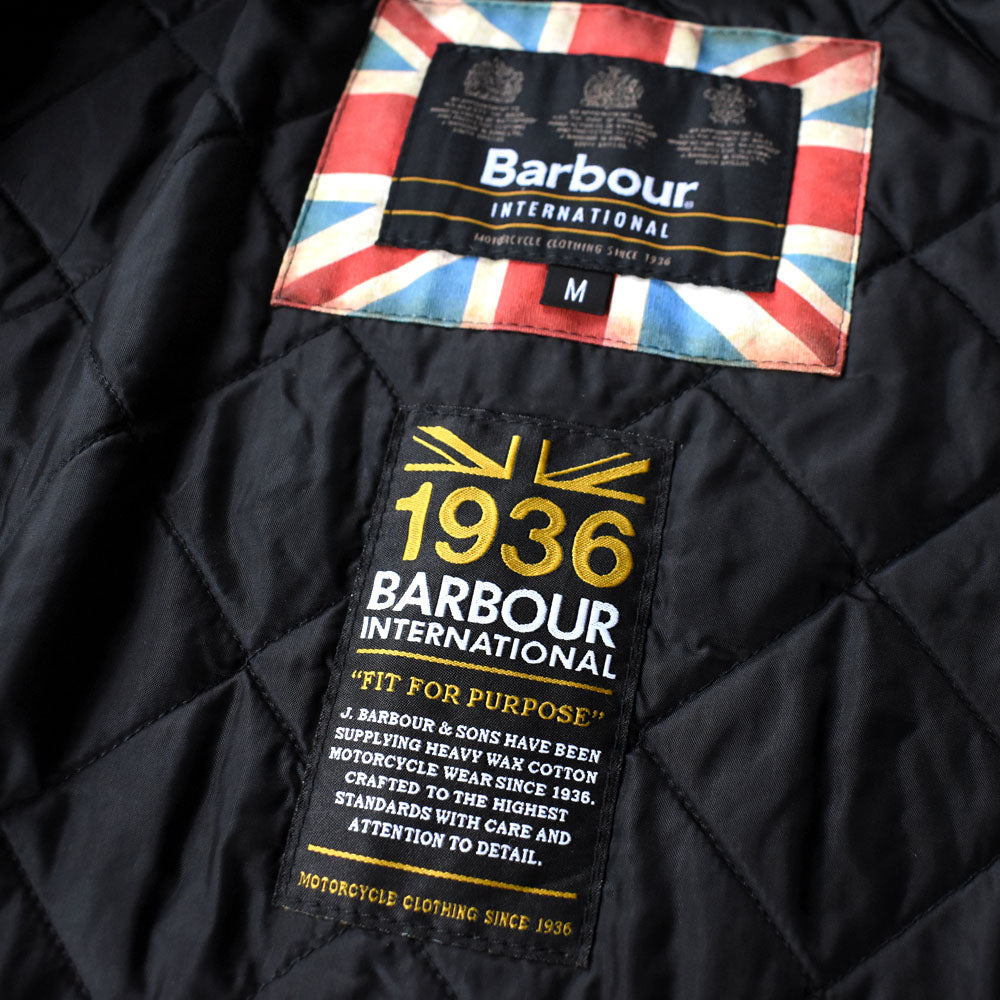 Barbour
INTERNATIONAL
MOTORCYCLE CLOTHING SINCE 1936
M
1936
BARBOUR
INTERNATIONAL
"FIT FOR PURPOSE"
J. BARBOUR & SONS HAVE BEEN
SUPPLYING HEAVY WAX COTTON
MOTORCYCLE WEAR SINCE 1936.
CRAFTED TO THE HIGHEST
STANDARDS WITH CARE AND
ATTENTION TO DETAIL.
MOTORCYCLE CLOTHING SINCE 1936